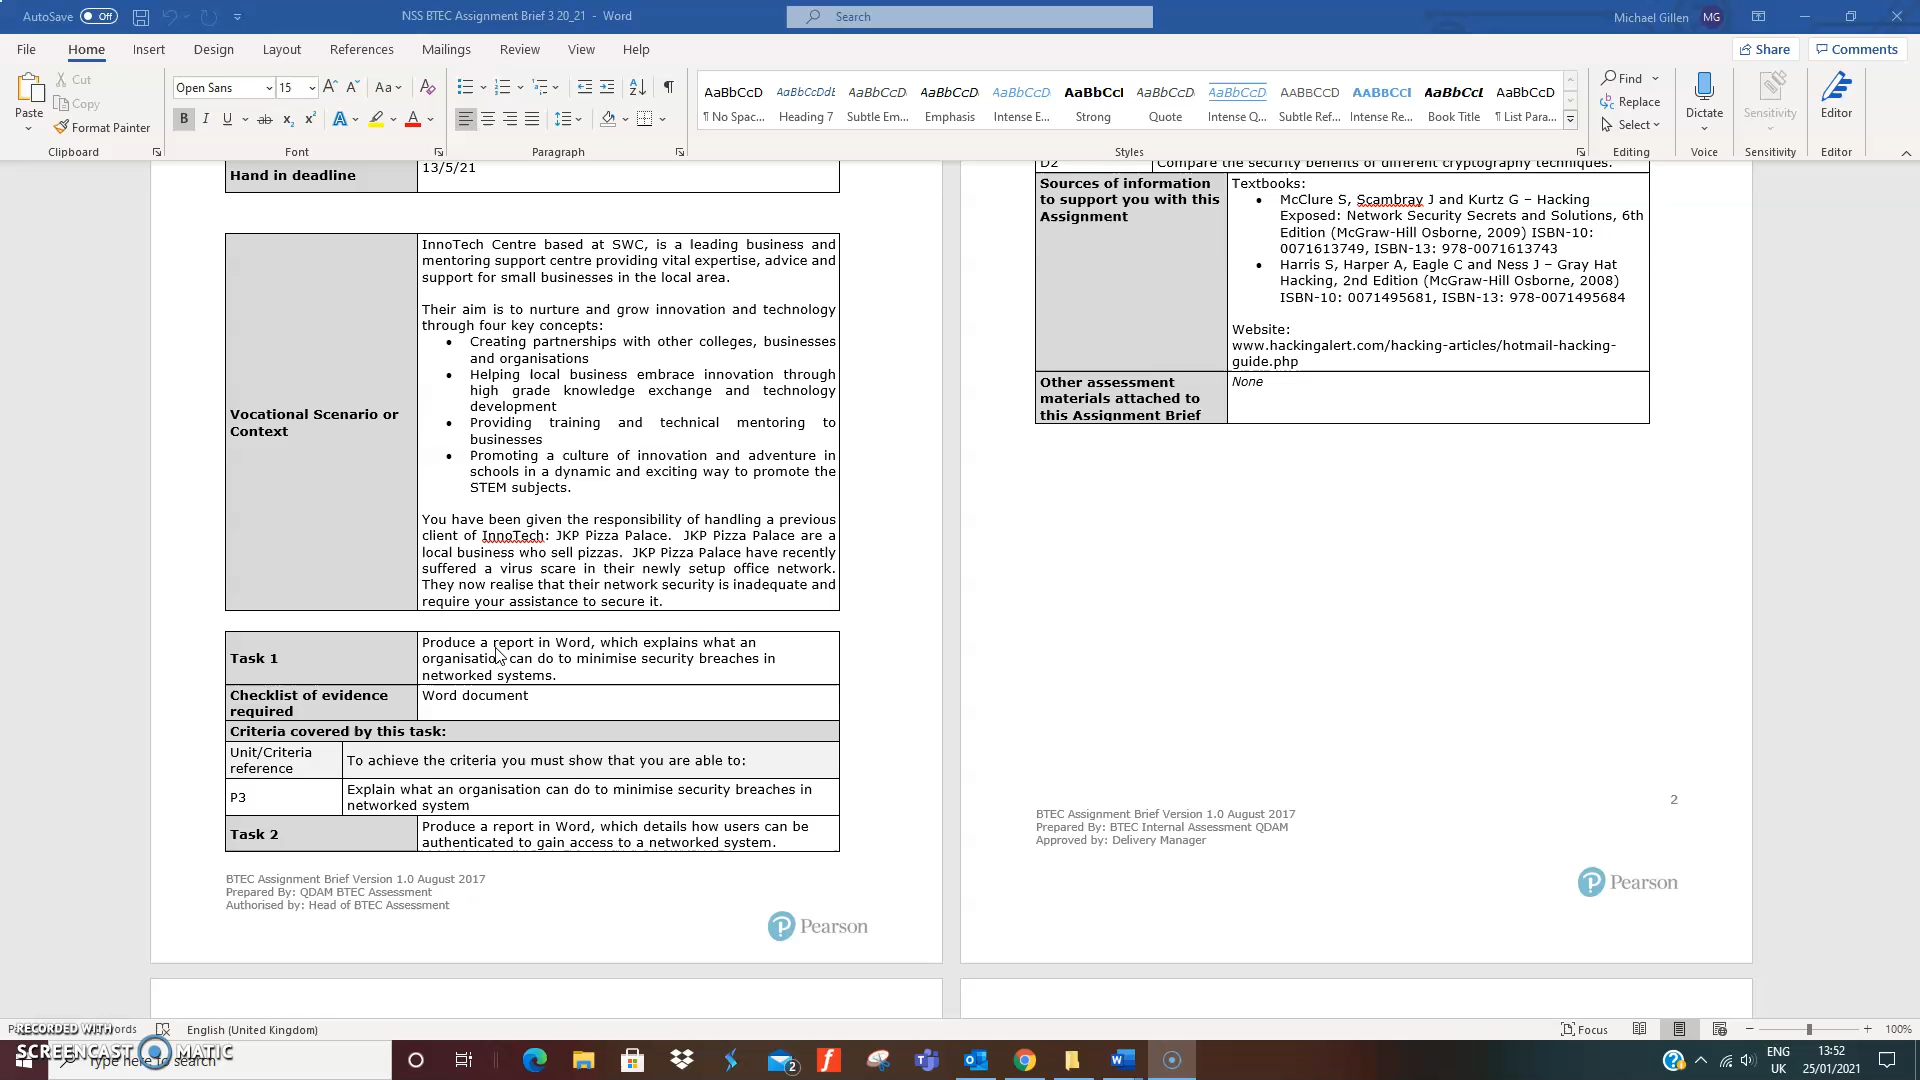 AutoSave Off
NSS BTEC Assignment Brief 3 20_21 - Word
Search
Michael Gillen MG
File Home Insert Design Layout References Mailings Review View Help
Share Comments
Paste
Cut
Copy
Format Painter
Open Sans 15
AaBbCcD AaBbCcDdE AaBbCcD AaBbCcD AaBbCcD AaBbCcI AaBbCcD AaBbCcD AABBCCD AABBCCI AaBbCcL AaBbCcD
¶ No Spac... Heading 7 Subtle Em... Emphasis Intense E... Strong Quote Intense Q... Subtle Ref... Intense Re... Book Title ¶ List Para...
Find
Replace
Select
Dictate
Sensitivity
Editor
Clipboard Font Paragraph Styles Editing Voice Sensitivity Editor
Hand in deadline
13/5/21
Vocational Scenario or
Context
InnoTech Centre based at SWC, is a leading business and
mentoring support centre providing vital expertise, advice and
support for small businesses in the local area.
Their aim is to nurture and grow innovation and technology
through four key concepts:
• Creating partnerships with other colleges, businesses
and organisations
• Helping local business embrace innovation through
high grade knowledge exchange and technology
development
• Providing training and technical mentoring to
businesses
• Promoting a culture of innovation and adventure in
schools in a dynamic and exciting way to promote the
STEM subjects.
You have been given the responsibility of handling a previous
client of InnoTech: JKP Pizza Palace. JKP Pizza Palace are a
local business who sell pizzas. JKP Pizza Palace have recently
suffered a virus scare in their newly setup office network.
They now realise that their network security is inadequate and
require your assistance to secure it.
Task 1
Produce a report in Word, which explains what an
organisation can do to minimise security breaches in
networked systems.
Checklist of evidence
required
Word document
Criteria covered by this task:
Unit/Criteria
reference
To achieve the criteria you must show that you are able to:
P3
Explain what an organisation can do to minimise security breaches in
networked system
Task 2
Produce a report in Word, which details how users can be
authenticated to gain access to a networked system.
BTEC Assignment Brief Version 1.0 August 2017
Prepared By: QDAM BTEC Assessment
Authorised by: Head of BTEC Assessment
Pearson
D2
Compare the security benefits of different cryptography techniques.
Sources of information
to support you with this
Assignment
Textbooks:
• McClure S, Scambray J and Kurtz G – Hacking
Exposed: Network Security Secrets and Solutions, 6th
Edition (McGraw-Hill Osborne, 2009) ISBN-10:
0071613749, ISBN-13: 978-0071613743
• Harris S, Harper A, Eagle C and Ness J – Gray Hat
Hacking, 2nd Edition (McGraw-Hill Osborne, 2008)
ISBN-10: 0071495681, ISBN-13: 978-0071495684
Website:
www.hackingalert.com/hacking-articles/hotmail-hacking-
guide.php
Other assessment
materials attached to
this Assignment Brief
None
2
BTEC Assignment Brief Version 1.0 August 2017
Prepared By: BTEC Internal Assessment QDAM
Approved by: Delivery Manager
Pearson
words
English (United Kingdom)
Focus
100%
RECORDED WITH
SCREENCAST MATIC
Type here to search
2
ENG
UK
13:52
25/01/2021